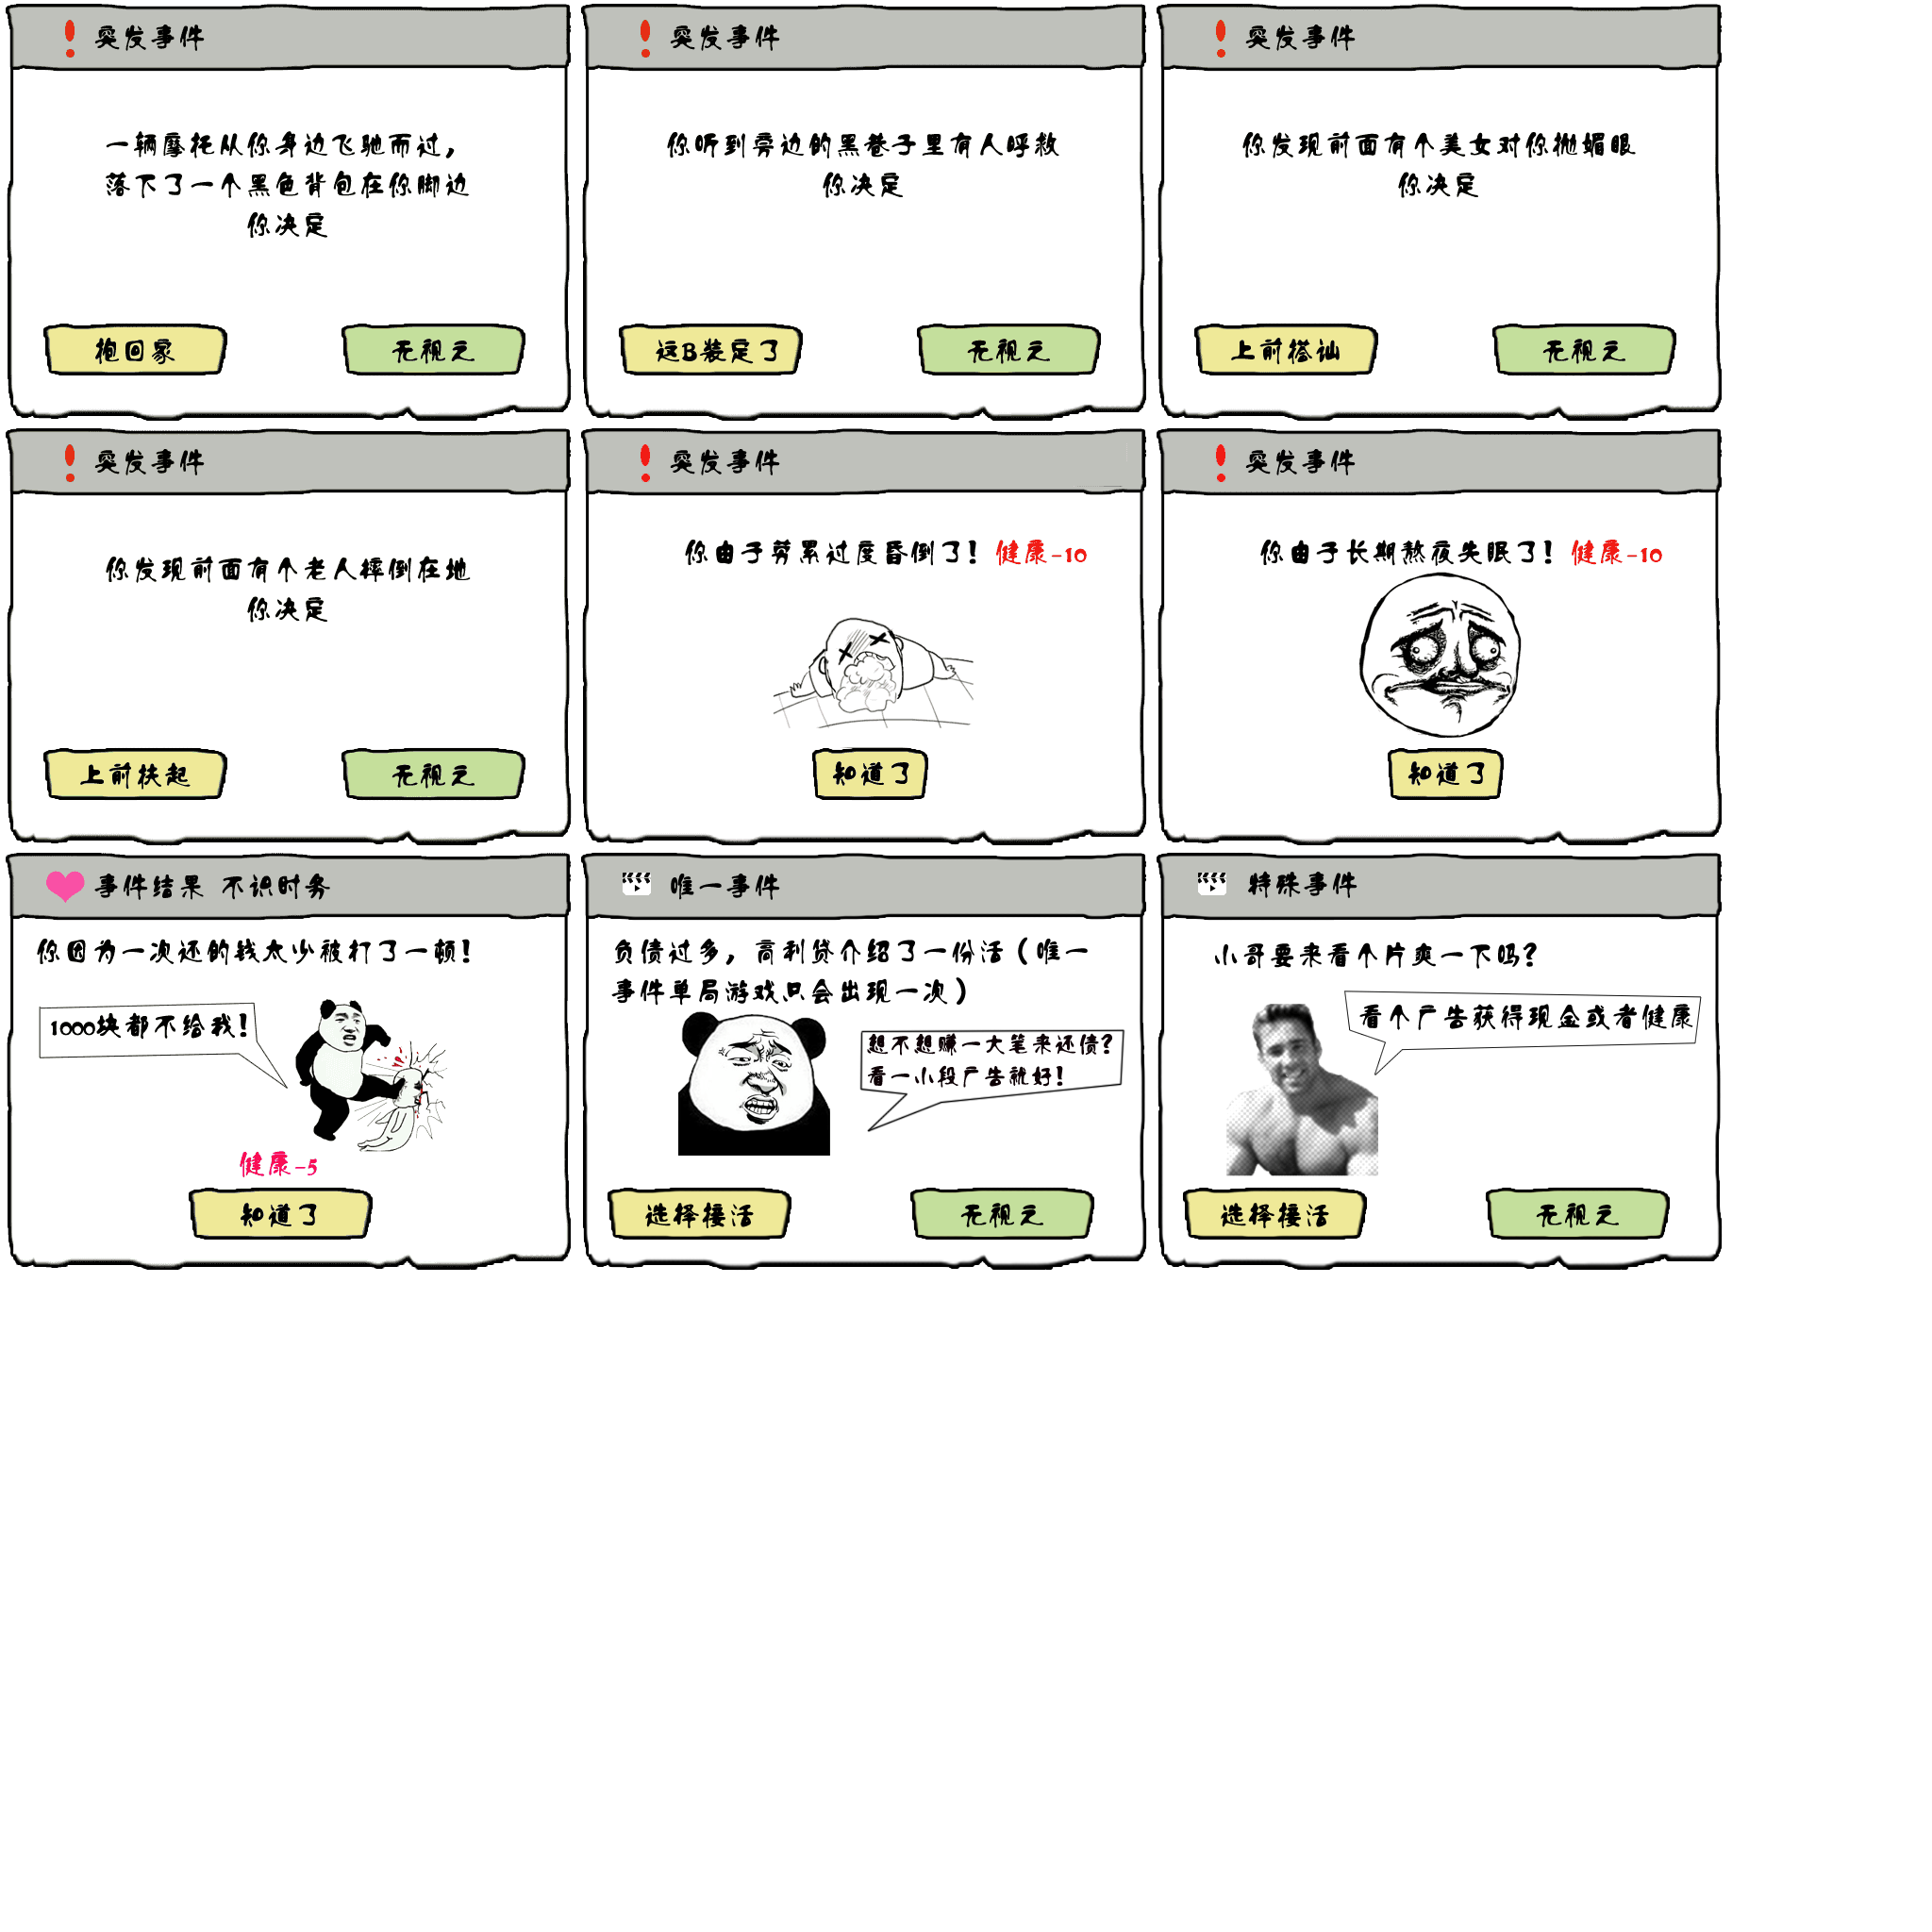 突发事件
一辆摩托从你身边飞驰而过，
落下了一个黑色背包在你脚边
你决定
抱回家
无视之
突发事件
你听到旁边的黑巷子里有人呼救
你决定
这B装定了
无视之
突发事件
你发现前面有个美女对你抛媚眼
你决定
上前搭讪
无视之
突发事件
你发现前面有个老人摔倒在地
你决定
上前扶起
无视之
突发事件
你由于劳累过度昏倒了！健康-10
知道了
突发事件
你由于长期熬夜失眠了！健康-10
知道了
事件结果 不识时务
你因为一次还的钱太少被打了一顿！
1000块都不给我！
健康-5
知道了
唯一事件
负债过多，高利贷介绍了一份活（唯一
事件单局游戏只会出现一次）
想不想赚一大笔来还债？
看一小段广告就好！
选择接活
无视之
特殊事件
小哥要来看个片爽一下吗？
看个广告获得现金或者健康
选择接活
无视之